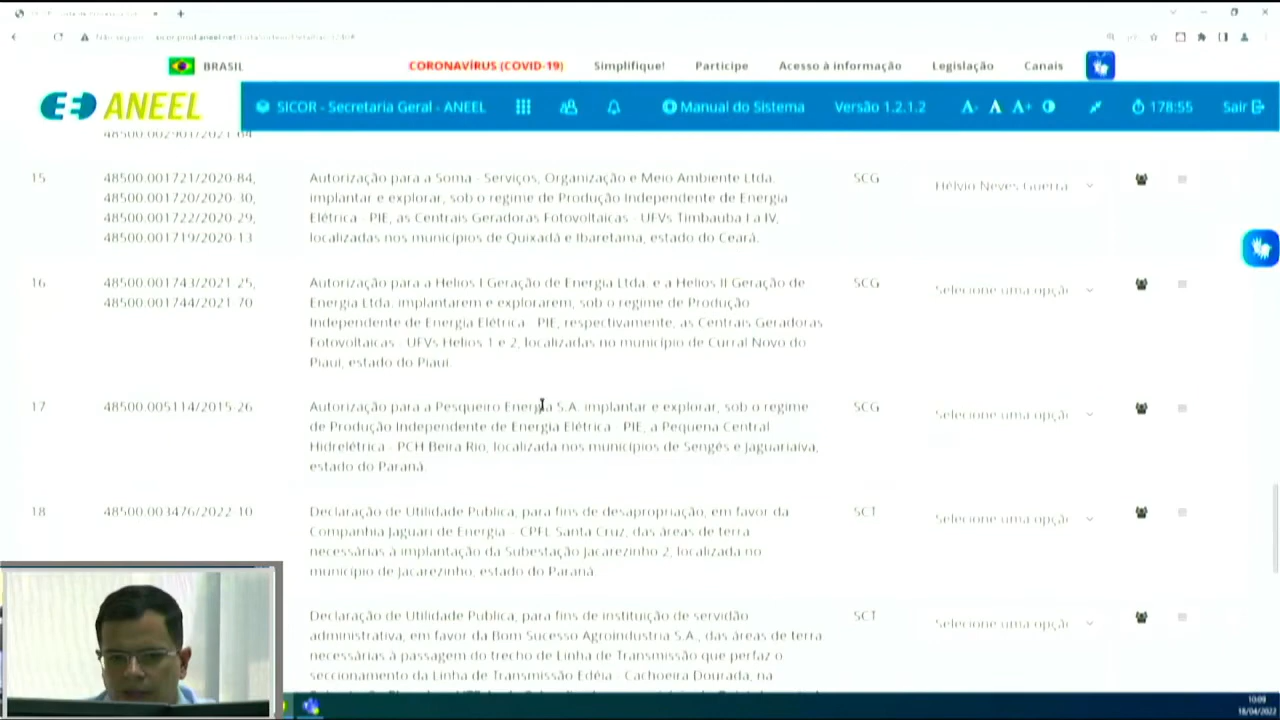 BRASIL
CORONAVÍRUS (COVID-19)
Simplifique!
Participe
Acesso à informação
Legislação
Canais
ANEEL
SICOR - Secretaria Geral - ANEEL
Manual do Sistema
Versão 1.2.1.2
A- A A+
178:55
Sair
48500.002901/2021-64
15
48500.001721/2020-84,
48500.001720/2020-30,
48500.001722/2020-29,
48500.001719/2020-13
Autorização para a Soma - Serviços, Organização e Meio Ambiente Ltda.
implantar e explorar, sob o regime de Produção Independente de Energia
Elétrica - PIE, as Centrais Geradoras Fotovoltaicas - UFVs Timbaúba I a IV,
localizadas nos municípios de Quixadá e Ibaretama, estado do Ceará.
SCG
Hélvio Neves Guerra
16
48500.001743/2021-25,
48500.001744/2021-70
Autorização para a Helios I Geração de Energia Ltda. e a Helios II Geração de
Energia Ltda. implantarem e explorarem, sob o regime de Produção
Independente de Energia Elétrica - PIE, respectivamente, as Centrais Geradoras
Fotovoltaicas - UFVs Helios 1 e 2, localizadas no município de Curral Novo do
Piauí, estado do Piauí.
SCG
Selecione uma opçã
17
48500.005114/2015-26
Autorização para a Pesqueiro Energia S.A. implantar e explorar, sob o regime
de Produção Independente de Energia Elétrica - PIE, a Pequena Central
Hidrelétrica - PCH Beira Rio, localizada nos municípios de Sengés e Jaguariaíva,
estado do Paraná.
SCG
Selecione uma opçã
18
48500.003476/2022-10
Declaração de Utilidade Pública, para fins de desapropriação, em favor da
Companhia Jaguari de Energia - CPFL Santa Cruz, das áreas de terra
necessárias à implantação da Subestação Jacarezinho 2, localizada no
município de Jacarezinho, estado do Paraná.
SCT
Selecione uma opçã
Declaração de Utilidade Pública, para fins de instituição de servidão
administrativa, em favor da Bom Sucesso Agroindústria S.A., das áreas de terra
necessárias à passagem do trecho de Linha de Transmissão que perfaz o
seccionamento da Linha de Transmissão Edéia - Cachoeira Dourada, na
SCT
Selecione uma opçã
10:09
18/04/2022